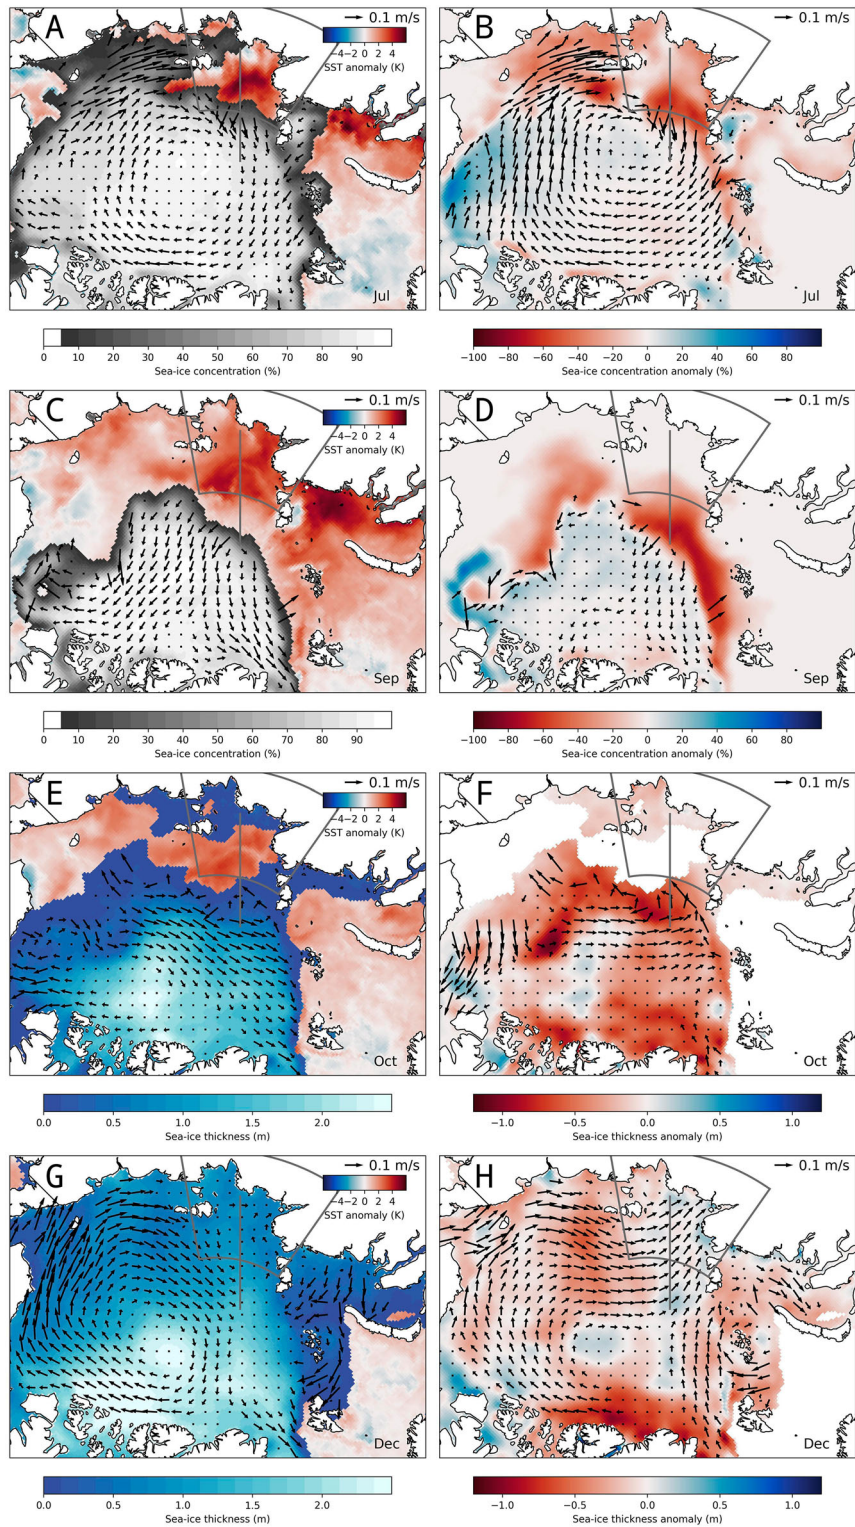 A
0.1 m/s
−4 −2 0 2 4
SST anomaly (K)
Jul
0 10 20 30 40 50 60 70 80 90
Sea-ice concentration (%)
B
0.1 m/s
Jul
−100 −80 −60 −40 −20 0 20 40 60 80
Sea-ice concentration anomaly (%)
C
0.1 m/s
−4 −2 0 2 4
SST anomaly (K)
Sep
0 10 20 30 40 50 60 70 80 90
Sea-ice concentration (%)
D
0.1 m/s
Sep
−100 −80 −60 −40 −20 0 20 40 60 80
Sea-ice concentration anomaly (%)
E
0.1 m/s
−4 −2 0 2 4
SST anomaly (K)
Oct
0.0 0.5 1.0 1.5 2.0
Sea-ice thickness (m)
F
0.1 m/s
Oct
−1.0 −0.5 0.0 0.5 1.0
Sea-ice thickness anomaly (m)
G
0.1 m/s
−4 −2 0 2 4
SST anomaly (K)
Dec
0.0 0.5 1.0 1.5 2.0
Sea-ice thickness (m)
H
0.1 m/s
Dec
−1.0 −0.5 0.0 0.5 1.0
Sea-ice thickness anomaly (m)